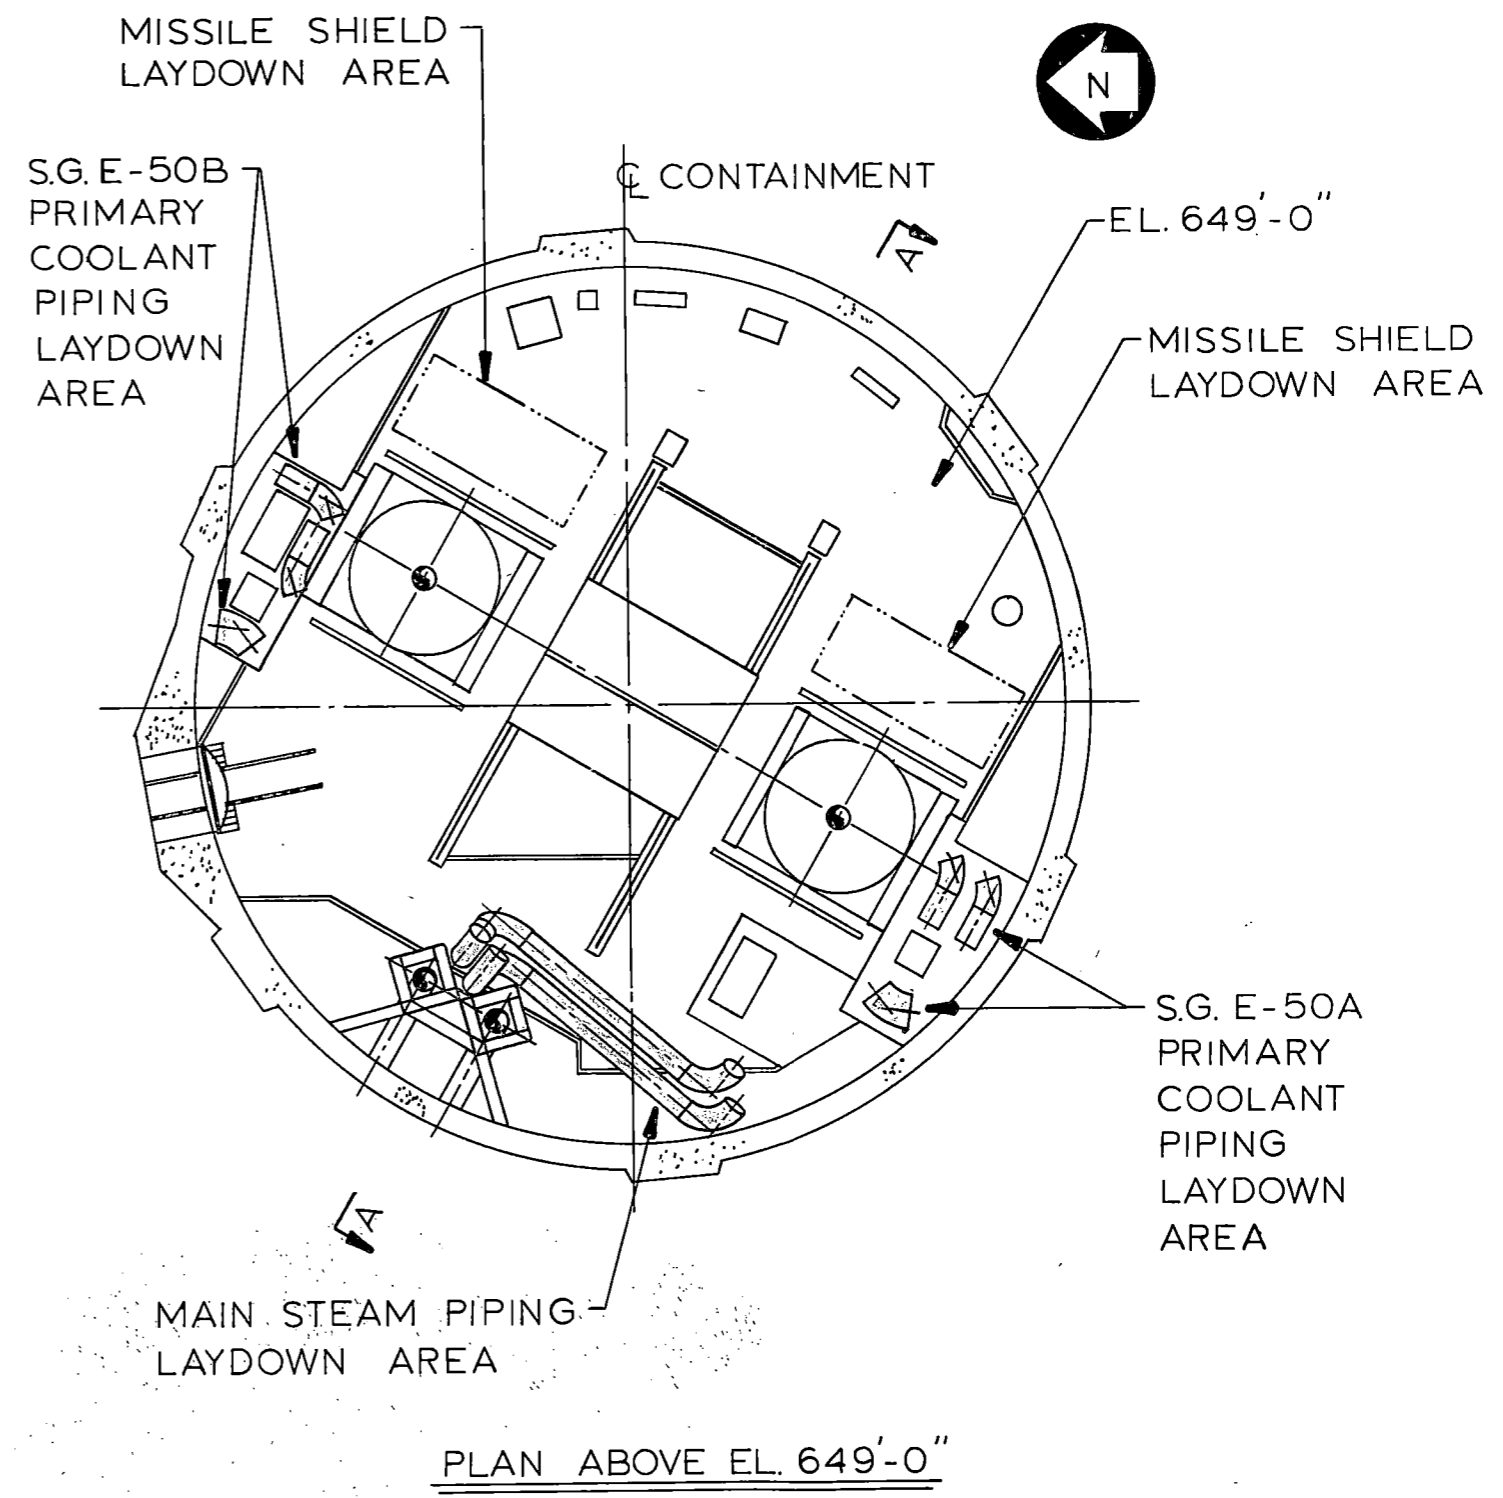 MISSILE SHIELD
LAYDOWN AREA
N
S.G. E-50B
PRIMARY
COOLANT
PIPING
LAYDOWN
AREA
℄ CONTAINMENT
A
EL. 649'-0"
MISSILE SHIELD
LAYDOWN AREA
S.G. E-50A
PRIMARY
COOLANT
PIPING
LAYDOWN
AREA
A
MAIN STEAM PIPING
LAYDOWN AREA
PLAN ABOVE EL. 649'-0"